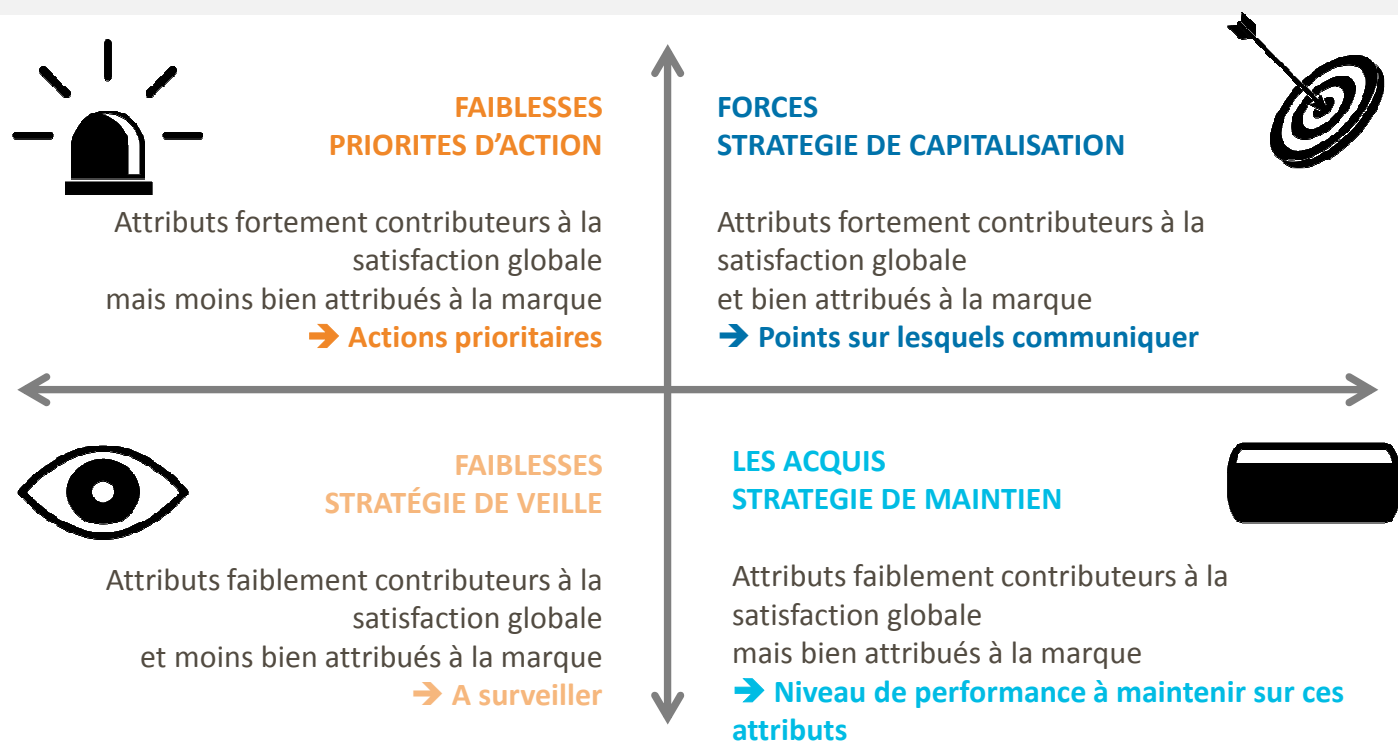 FAIBLESSES
PRIORITES D’ACTION
Attributs fortement contributeurs à la
satisfaction globale
mais moins bien attribués à la marque
➔ Actions prioritaires
FORCES
STRATEGIE DE CAPITALISATION
Attributs fortement contributeurs à la
satisfaction globale
et bien attribués à la marque
➔ Points sur lesquels communiquer
FAIBLESSES
STRATÉGIE DE VEILLE
Attributs faiblement contributeurs à la
satisfaction globale
et moins bien attribués à la marque
➔ A surveiller
LES ACQUIS
STRATEGIE DE MAINTIEN
Attributs faiblement contributeurs à la
satisfaction globale
mais bien attribués à la marque
➔ Niveau de performance à maintenir sur ces
attributs